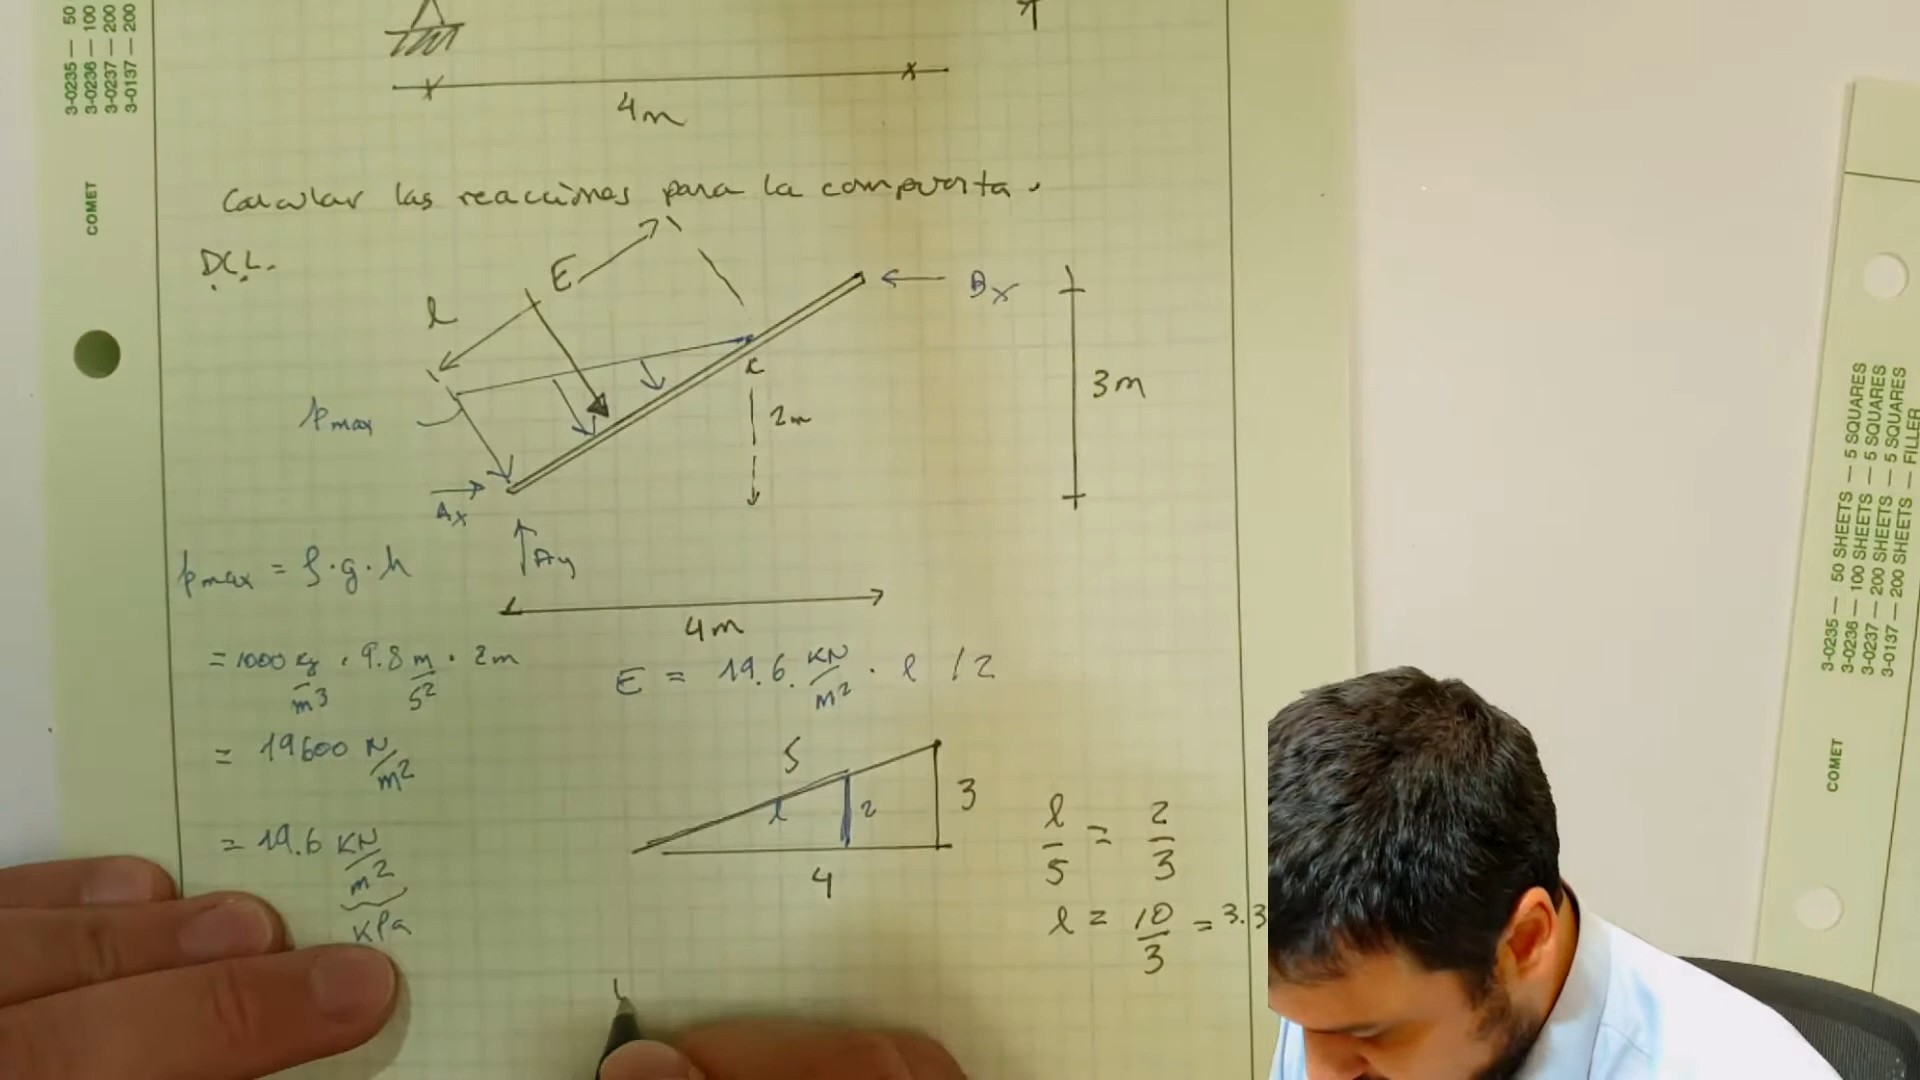 3-0235 — 50
3-0236 — 100
3-0237 — 200
3-0137 — 200
COMET
4m
Calcular las reacciones para la compuerta.
D.C.L.
l
E
Bx
Pmax
2m
3m
Ax
Ay
4m
Pmax = ρ·g·h
= 1000 kg/m3 · 9.8 m/s2 · 2m
= 19600 N/m2
= 19.6 KN/m2
KPa
E = 19.6 KN/m2 · l / 2
5
l
2
3
4
l/5 = 2/3
l = 10/3 = 3.3
3-0235 — 50 SHEETS — 5 SQUARES
3-0236 — 100 SHEETS — 5 SQUARES
3-0237 — 200 SHEETS — 5 SQUARES
3-0137 — 200 SHEETS — FILLER
COMET